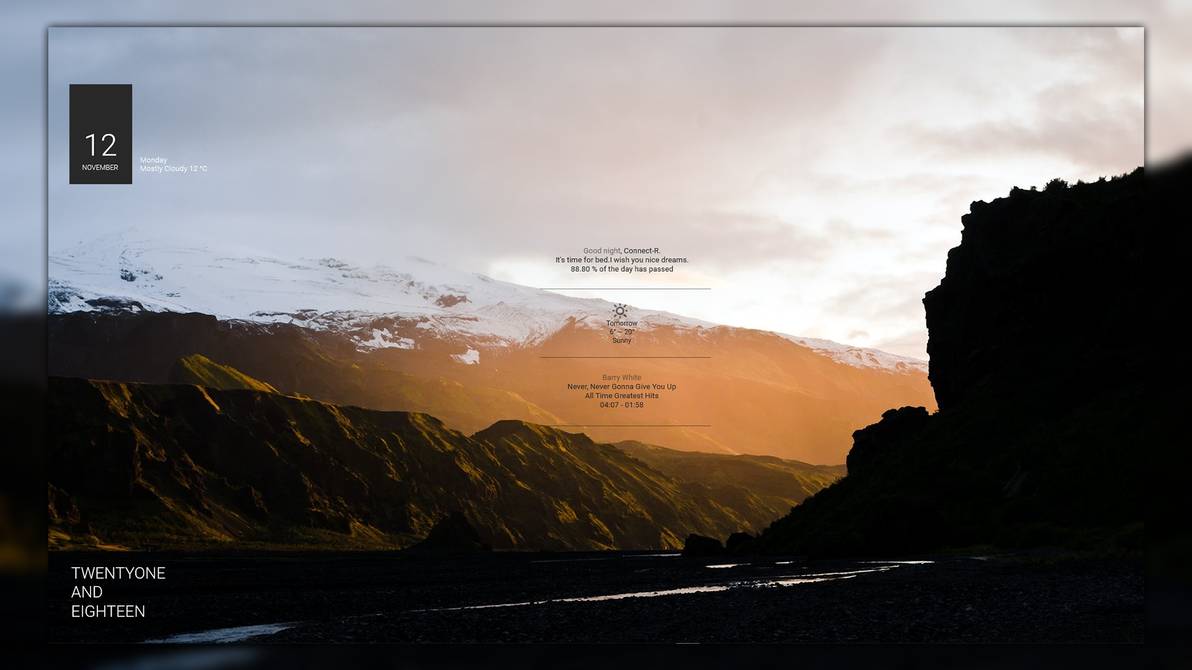 12
NOVEMBER
Monday
Mostly Cloudy 12 °C
Good night, Connect-R.
It's time for bed.I wish you nice dreams.
88.80 % of the day has passed
Tomorrow
6° - 20°
Sunny
Barry White
Never, Never Gonna Give You Up
All Time Greatest Hits
04:07 - 01:58
TWENTYONE
AND
EIGHTEEN